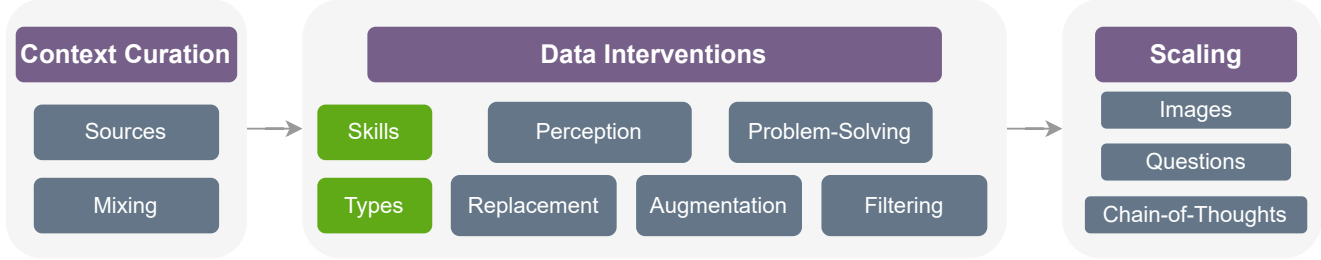 Context Curation
Sources
Mixing
Data Interventions
Skills
Perception
Problem-Solving
Types
Replacement
Augmentation
Filtering
Scaling
Images
Questions
Chain-of-Thoughts